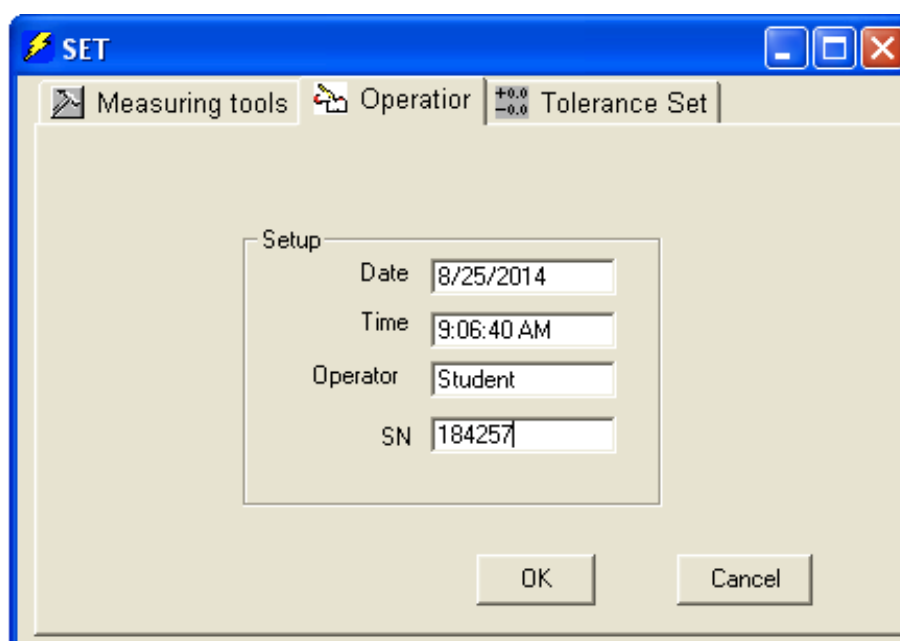 SET
Measuring tools Operatior +0.0 -0.0 Tolerance Set
Setup
Date 8/25/2014
Time 9:06:40 AM
Operator Student
SN 184257
OK Cancel